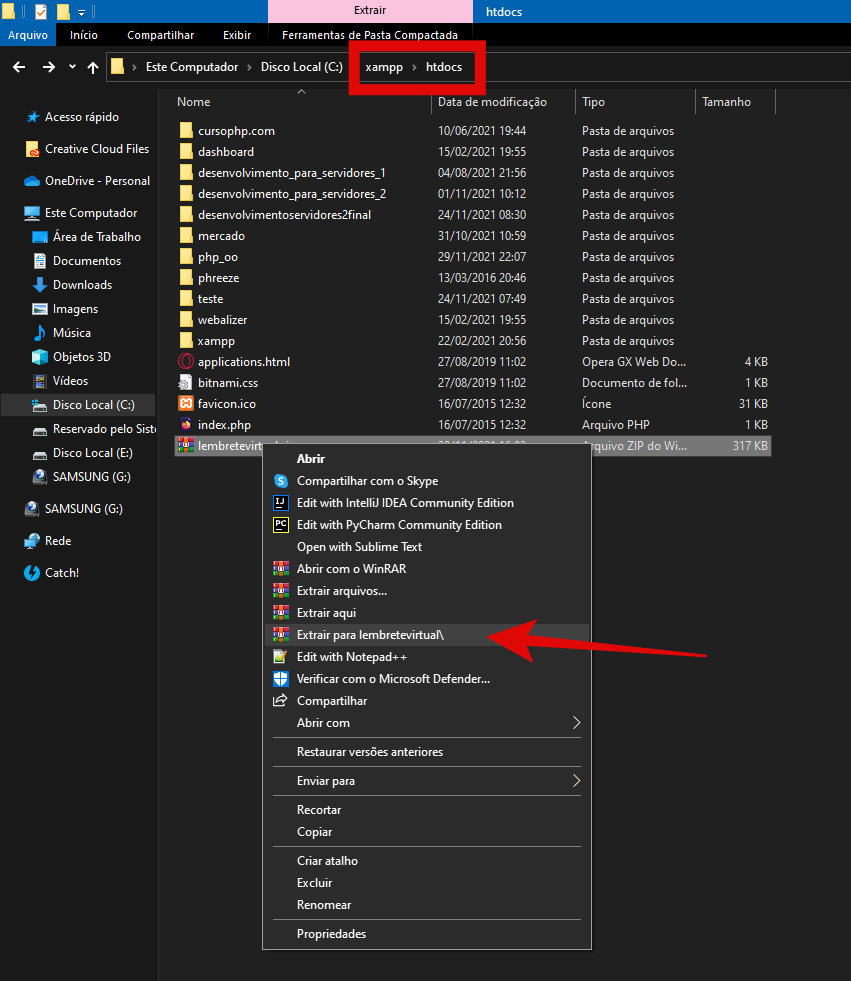 Extrair
htdocs
Arquivo Início Compartilhar Exibir Ferramentas de Pasta Compactada
Este Computador Disco Local (C:) xampp htdocs
Nome Data de modificação Tipo Tamanho
Acesso rápido
Creative Cloud Files
OneDrive - Personal
Este Computador
Área de Trabalho
Documentos
Downloads
Imagens
Música
Objetos 3D
Vídeos
Disco Local (C:)
Reservado pelo Siste
Disco Local (E:)
SAMSUNG (G:)
SAMSUNG (G:)
Rede
Catch!
cursophp.com 10/06/2021 19:44 Pasta de arquivos
dashboard 15/02/2021 19:55 Pasta de arquivos
desenvolvimento_para_servidores_1 04/08/2021 21:56 Pasta de arquivos
desenvolvimento_para_servidores_2 01/11/2021 10:12 Pasta de arquivos
desenvolvimentoservidores2final 24/11/2021 08:30 Pasta de arquivos
mercado 31/10/2021 10:59 Pasta de arquivos
php_oo 29/11/2021 22:07 Pasta de arquivos
phreeze 13/03/2016 20:46 Pasta de arquivos
teste 24/11/2021 07:49 Pasta de arquivos
webalizer 15/02/2021 19:55 Pasta de arquivos
xampp 22/02/2021 20:56 Pasta de arquivos
applications.html 27/08/2019 11:02 Opera GX Web Do... 4 KB
bitnami.css 27/08/2019 11:02 Documento de fol... 1 KB
favicon.ico 16/07/2015 12:32 Ícone 31 KB
index.php 16/07/2015 12:32 Arquivo PHP 1 KB
Arquivo ZIP do Wi... 317 KB
Abrir
Compartilhar com o Skype
Edit with IntelliJ IDEA Community Edition
Edit with PyCharm Community Edition
Open with Sublime Text
Abrir com o WinRAR
Extrair arquivos...
Extrair aqui
Extrair para lembretevirtual\
Edit with Notepad++
Verificar com o Microsoft Defender...
Compartilhar
Abrir com
Restaurar versões anteriores
Enviar para
Recortar
Copiar
Criar atalho
Excluir
Renomear
Propriedades